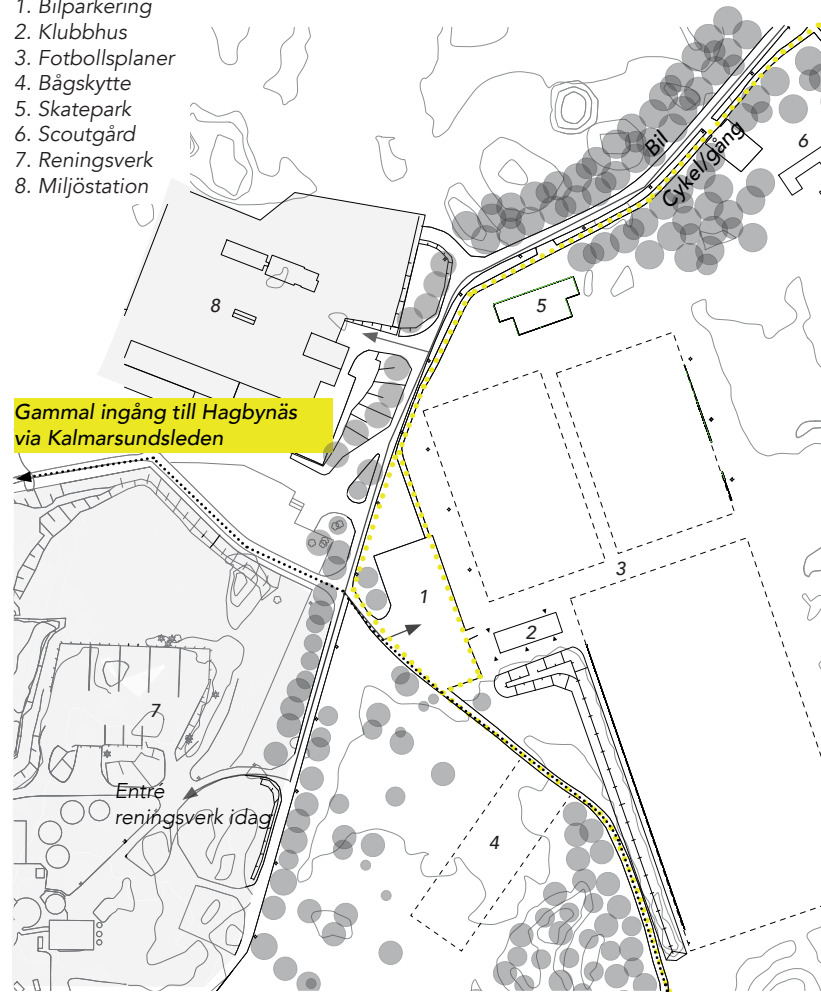 1. Bilparkering
2. Klubbhus
3. Fotbollsplaner
4. Bågskytte
5. Skatepark
6. Scoutgård
7. Reningsverk
8. Miljöstation
Bil
Cykel/gång
6
5
8
Gammal ingång till Hagbynäs
via Kalmarsundsleden
3
1
2
7
Entré
reningsverk idag
4